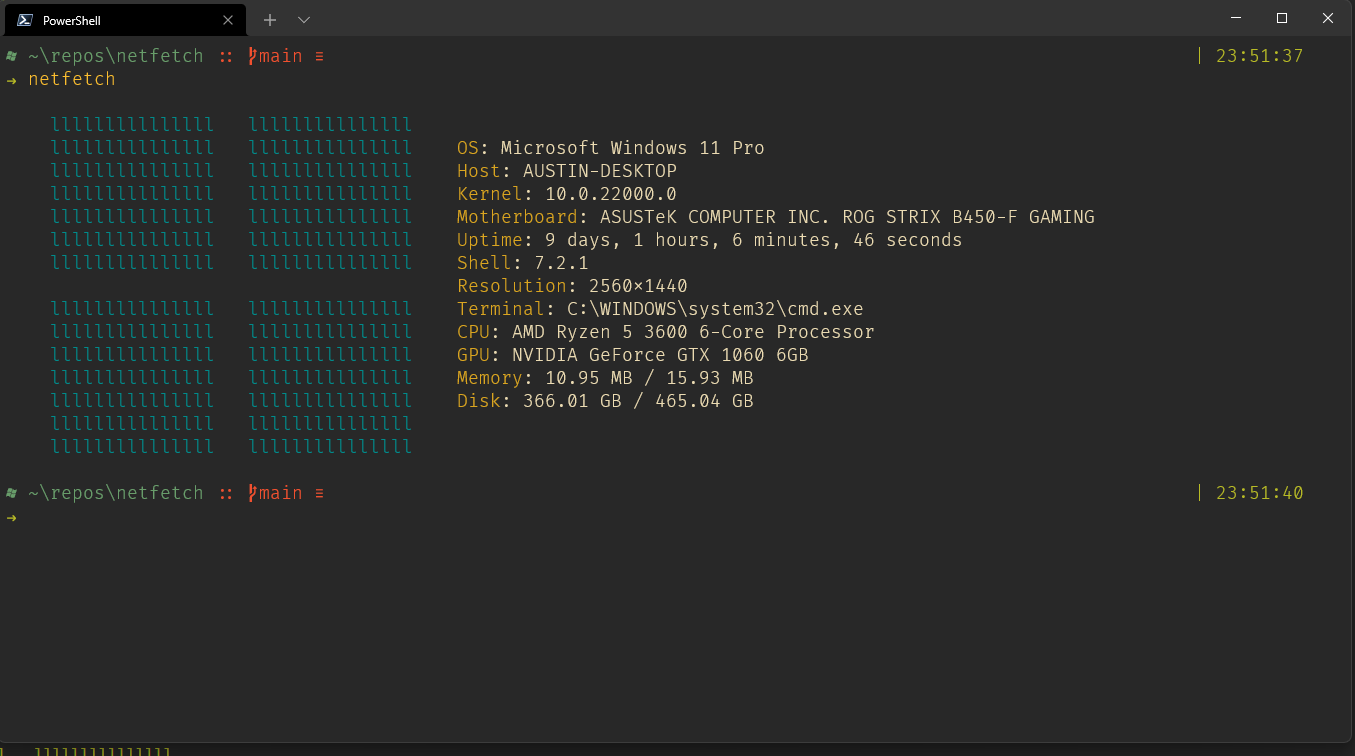 PowerShell
~\repos\netfetch :: main ≡ | 23:51:37
→ netfetch
lllllllllllllll   lllllllllllllll
lllllllllllllll   lllllllllllllll   OS: Microsoft Windows 11 Pro
lllllllllllllll   lllllllllllllll   Host: AUSTIN-DESKTOP
lllllllllllllll   lllllllllllllll   Kernel: 10.0.22000.0
lllllllllllllll   lllllllllllllll   Motherboard: ASUSTeK COMPUTER INC. ROG STRIX B450-F GAMING
lllllllllllllll   lllllllllllllll   Uptime: 9 days, 1 hours, 6 minutes, 46 seconds
lllllllllllllll   lllllllllllllll   Shell: 7.2.1
Resolution: 2560×1440
lllllllllllllll   lllllllllllllll   Terminal: C:\WINDOWS\system32\cmd.exe
lllllllllllllll   lllllllllllllll   CPU: AMD Ryzen 5 3600 6-Core Processor
lllllllllllllll   lllllllllllllll   GPU: NVIDIA GeForce GTX 1060 6GB
lllllllllllllll   lllllllllllllll   Memory: 10.95 MB / 15.93 MB
lllllllllllllll   lllllllllllllll   Disk: 366.01 GB / 465.04 GB
lllllllllllllll   lllllllllllllll
lllllllllllllll   lllllllllllllll
~\repos\netfetch :: main ≡ | 23:51:40
→